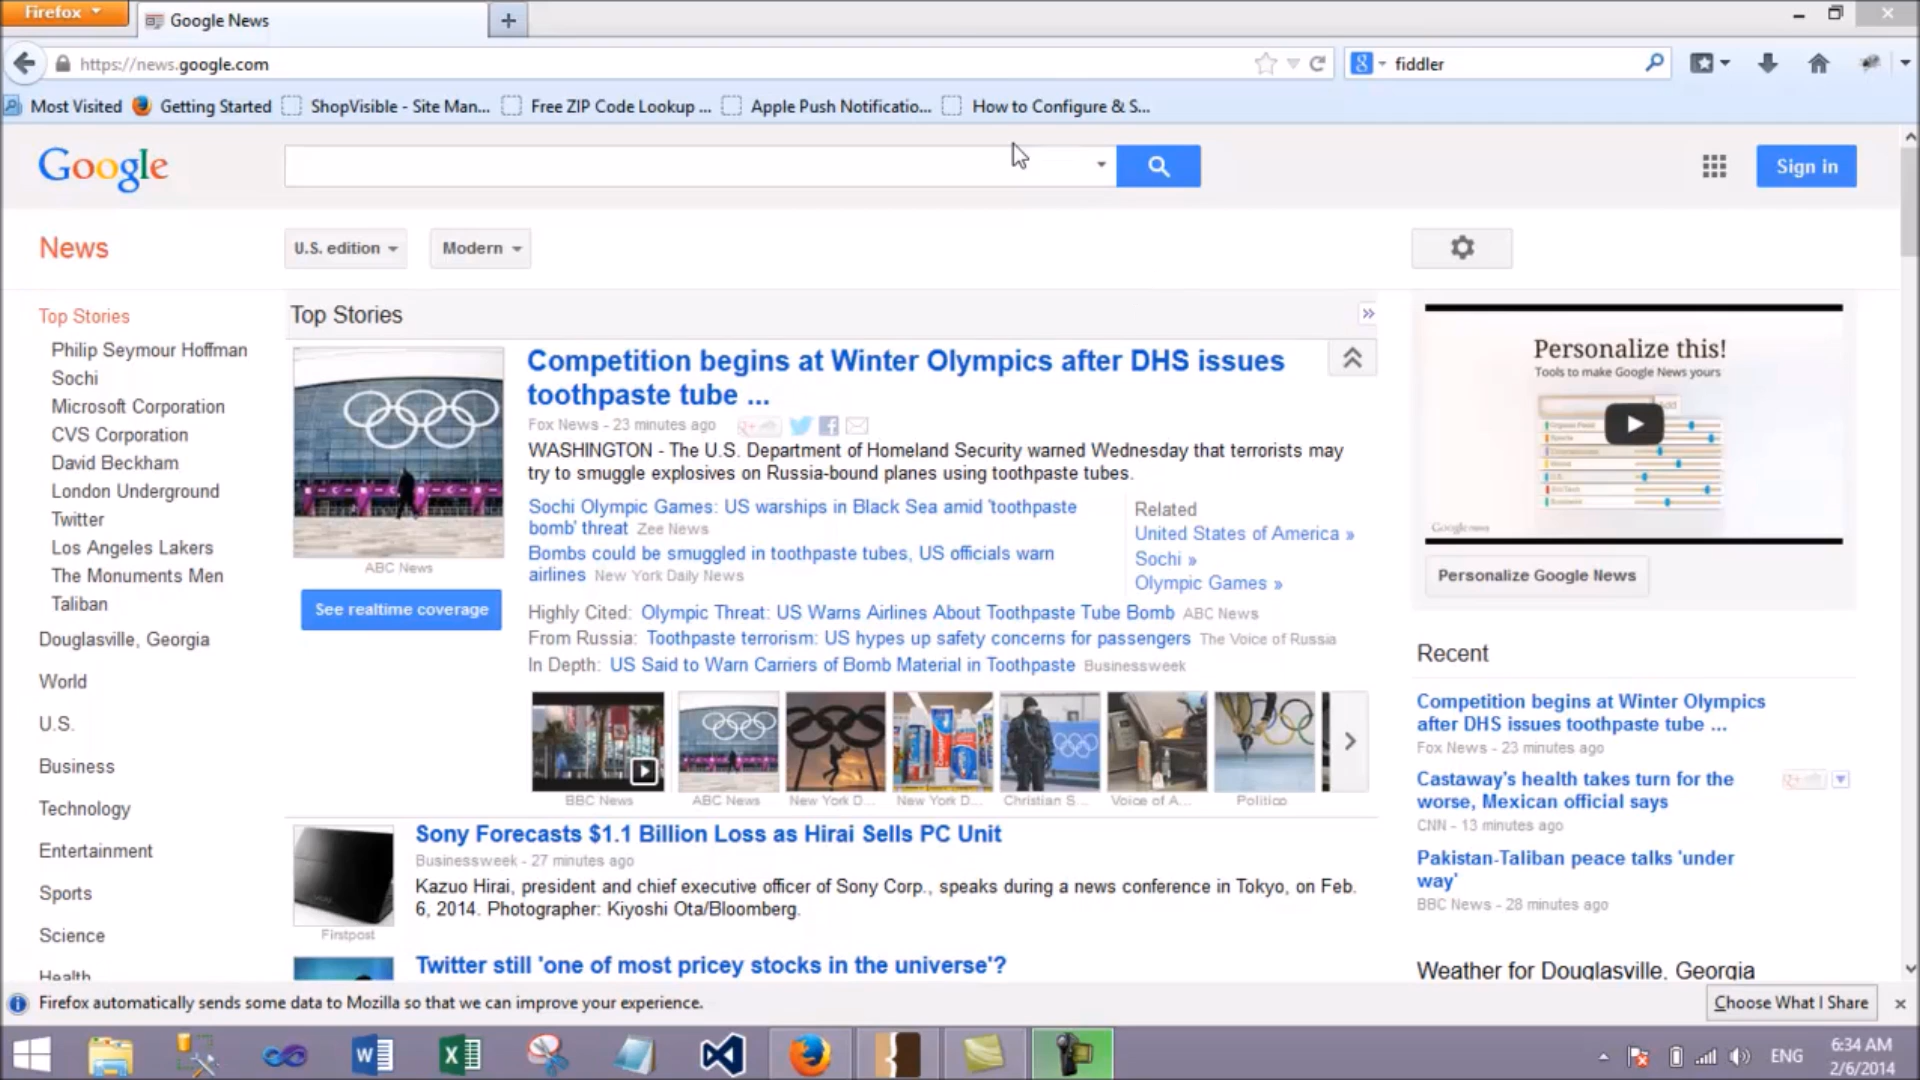 Firefox
Google News
https://news.google.com
fiddler
Most Visited
Getting Started
ShopVisible - Site Man...
Free ZIP Code Lookup ...
Apple Push Notificatio...
How to Configure & S...
Google
Sign in
News
U.S. edition
Modern
Top Stories
Philip Seymour Hoffman
Sochi
Microsoft Corporation
CVS Corporation
David Beckham
London Underground
Twitter
Los Angeles Lakers
The Monuments Men
Taliban
Douglasville, Georgia
World
U.S.
Business
Technology
Entertainment
Sports
Science
Health
Top Stories
ABC News
See realtime coverage
Competition begins at Winter Olympics after DHS issues
toothpaste tube ...
Fox News - 23 minutes ago
WASHINGTON - The U.S. Department of Homeland Security warned Wednesday that terrorists may
try to smuggle explosives on Russia-bound planes using toothpaste tubes.
Sochi Olympic Games: US warships in Black Sea amid 'toothpaste
bomb' threat Zee News
Bombs could be smuggled in toothpaste tubes, US officials warn
airlines New York Daily News
Related
United States of America »
Sochi »
Olympic Games »
Highly Cited: Olympic Threat: US Warns Airlines About Toothpaste Tube Bomb ABC News
From Russia: Toothpaste terrorism: US hypes up safety concerns for passengers The Voice of Russia
In Depth: US Said to Warn Carriers of Bomb Material in Toothpaste Businessweek
BBC News
ABC News
New York D...
New York D...
Christian S...
Voice of A...
Politico
Firstpost
Sony Forecasts $1.1 Billion Loss as Hirai Sells PC Unit
Businessweek - 27 minutes ago
Kazuo Hirai, president and chief executive officer of Sony Corp., speaks during a news conference in Tokyo, on Feb.
6, 2014. Photographer: Kiyoshi Ota/Bloomberg.
Twitter still 'one of most pricey stocks in the universe'?
Personalize this!
Tools to make Google News yours
Google news
Personalize Google News
Recent
Competition begins at Winter Olympics
after DHS issues toothpaste tube ...
Fox News - 23 minutes ago
Castaway's health takes turn for the
worse, Mexican official says
CNN - 13 minutes ago
Pakistan-Taliban peace talks 'under
way'
BBC News - 28 minutes ago
Weather for Douglasville, Georgia
Firefox automatically sends some data to Mozilla so that we can improve your experience.
Choose What I Share
ENG
6:34 AM
2/6/2014